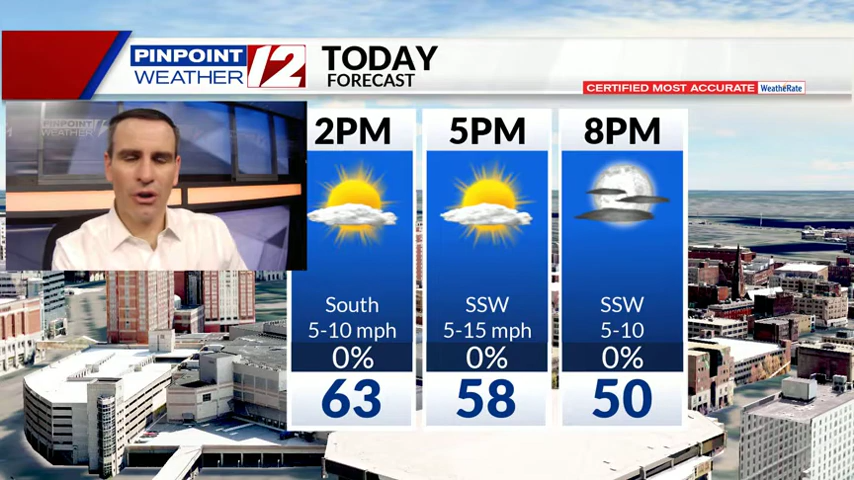 PINPOINT
WEATHER 12
TODAY
FORECAST
CERTIFIED MOST ACCURATE WeatheRate
PINPOINT
WEATHER
2PM 5PM 8PM
South SSW SSW
5-10 mph 5-15 mph 5-10
0% 0% 0%
63 58 50